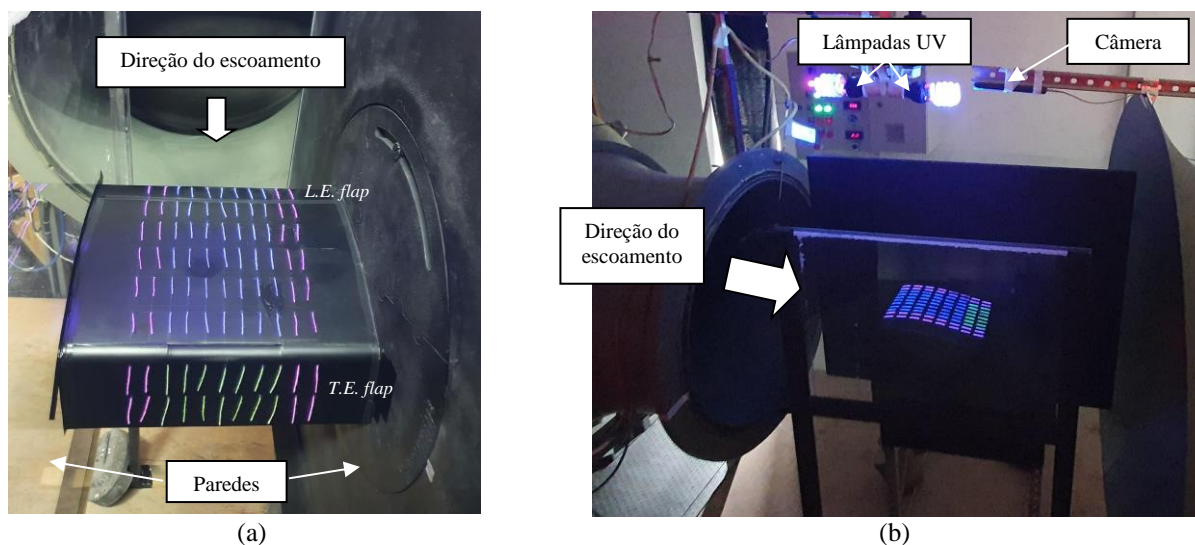 Direção do escoamento
L.E. flap
T.E. flap
Paredes
(a)
Lâmpadas UV
Câmera
Direção do
escoamento
(b)